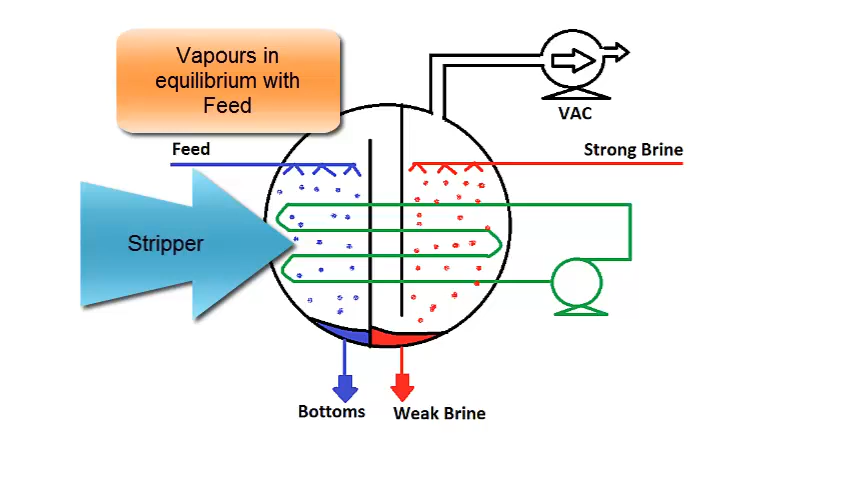 Vapours in
equilibrium with
Feed
VAC
Feed
Strong Brine
Stripper
Bottoms
Weak Brine